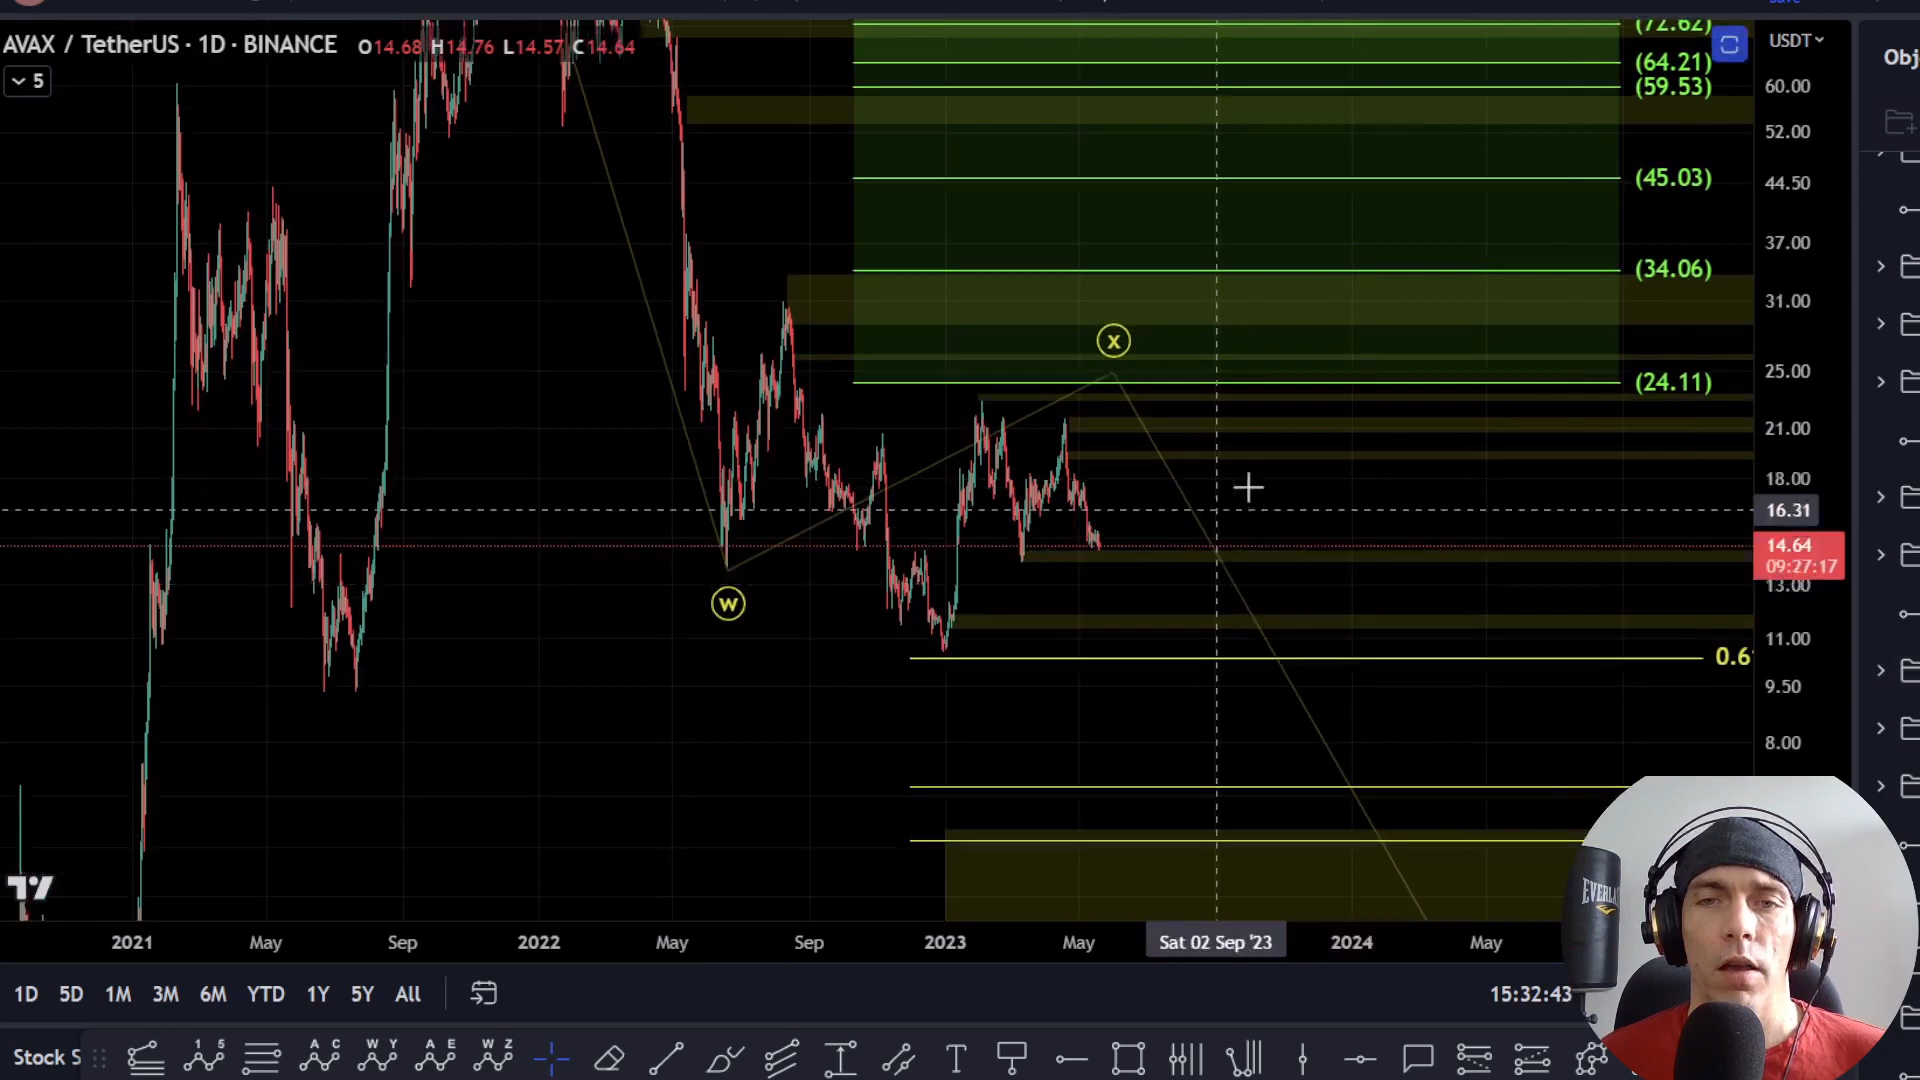 AVAX / TetherUS · 1D · BINANCE O14.68 H14.76 L14.57 C14.64
5
USDT
(72.62)
(64.21)
(59.53)
(45.03)
(34.06)
(24.11)
60.00
52.00
44.50
37.00
31.00
25.00
21.00
18.00
16.31
14.64
09:27:17
13.00
11.00
9.50
8.00
X
W
0.6
2021 May Sep 2022 May Sep 2023 May Sat 02 Sep '23 2024 May
1D 5D 1M 3M 6M YTD 1Y 5Y All
15:32:43
Stock S
1 5
A C
W Y
A E
W Z
T
EVERLAS